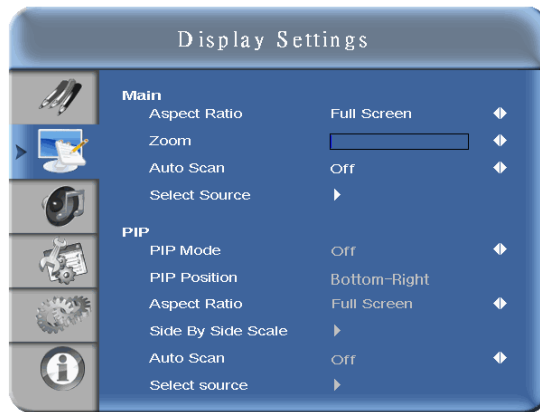 Display Settings
Main
Aspect Ratio Full Screen
Zoom
Auto Scan Off
Select Source
PIP
PIP Mode Off
PIP Position Bottom-Right
Aspect Ratio Full Screen
Side By Side Scale
Auto Scan Off
Select source